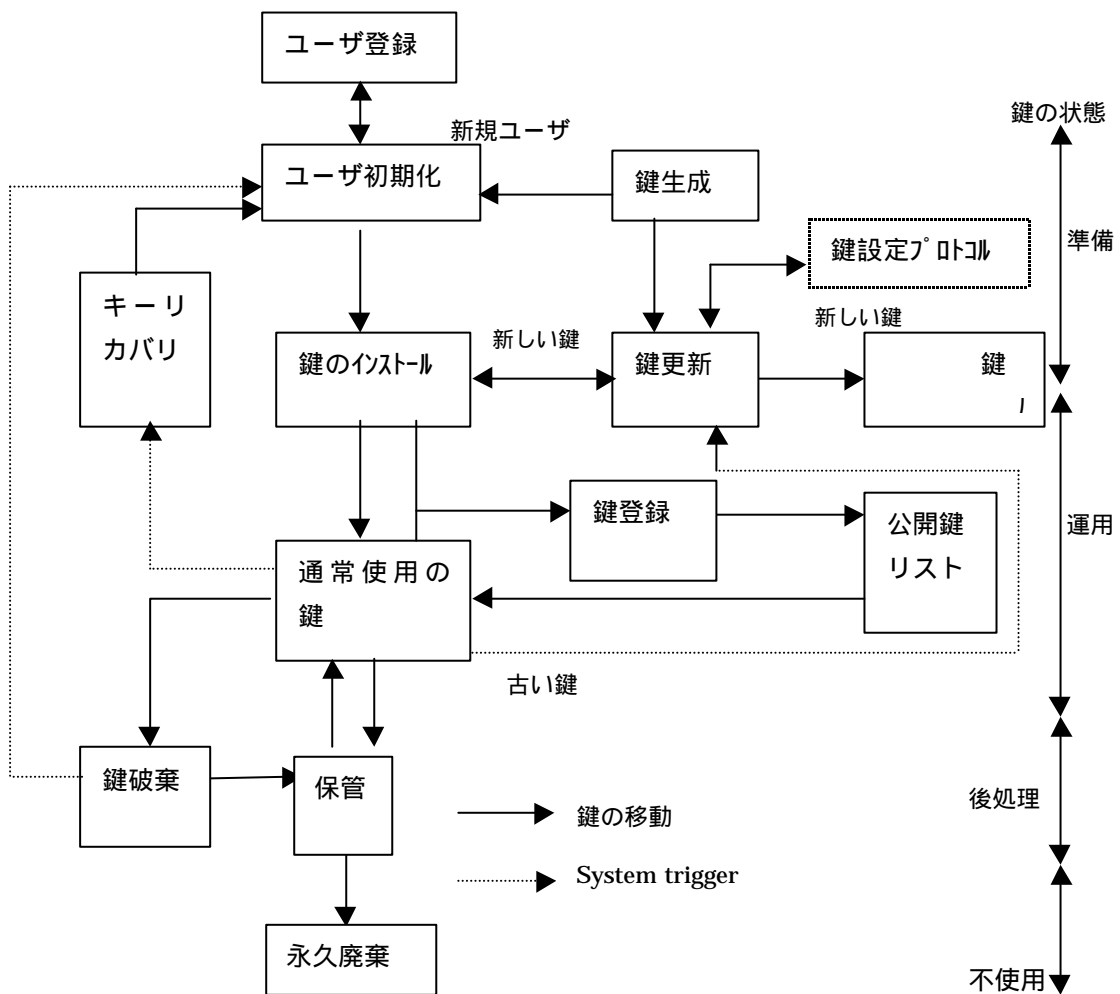 ユーザ登録
鍵の状態
新規ユーザ
ユーザ初期化
鍵生成
準備
鍵設定ﾌﾟﾛﾄｺﾙ
キーリ
カバリ
新しい鍵
新しい鍵
鍵のｲﾝｽﾄｰﾙ
鍵更新
鍵
鍵登録
公開鍵
リスト
運用
通常使用の
鍵
古い鍵
鍵破棄
保管
後処理
鍵の移動
System trigger
永久廃棄
不使用